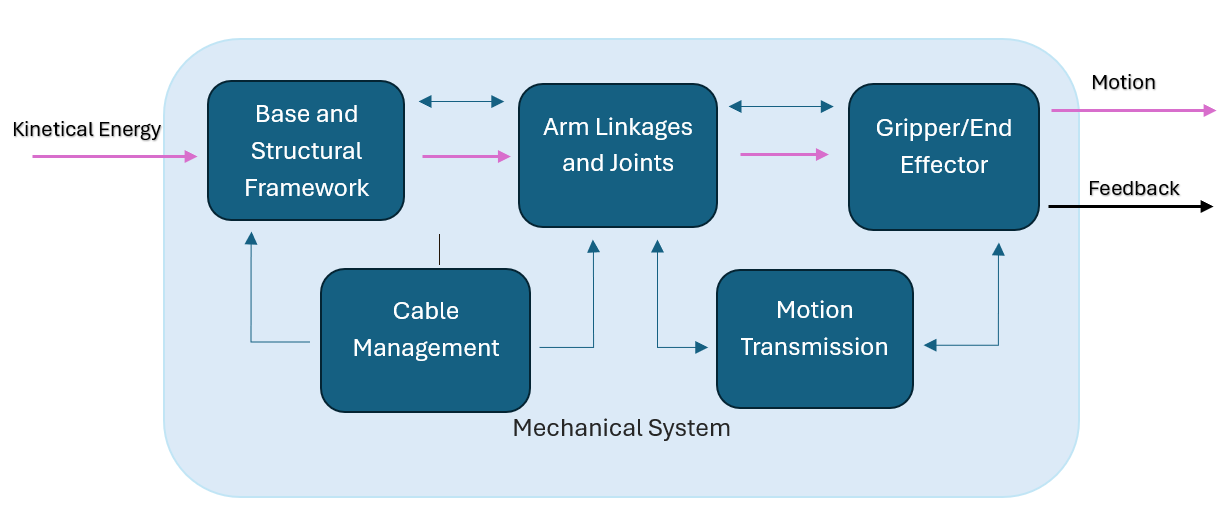 Motion
Kinetical Energy
Base and
Structural
Framework
Arm Linkages
and Joints
Gripper/End
Effector
Feedback
Cable
Management
Motion
Transmission
Mechanical System